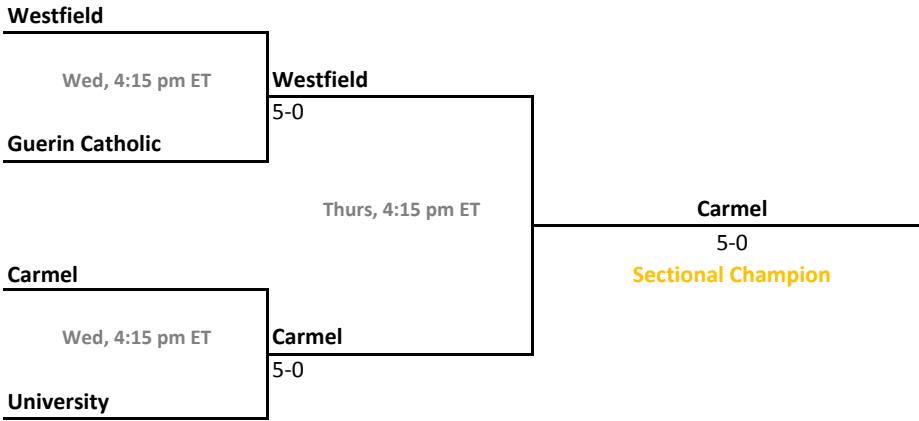 Westfield
Wed, 4:15 pm ET
Westfield
5-0
Guerin Catholic
Thurs, 4:15 pm ET
Carmel
5-0
Sectional Champion
Carmel
Wed, 4:15 pm ET
Carmel
5-0
University